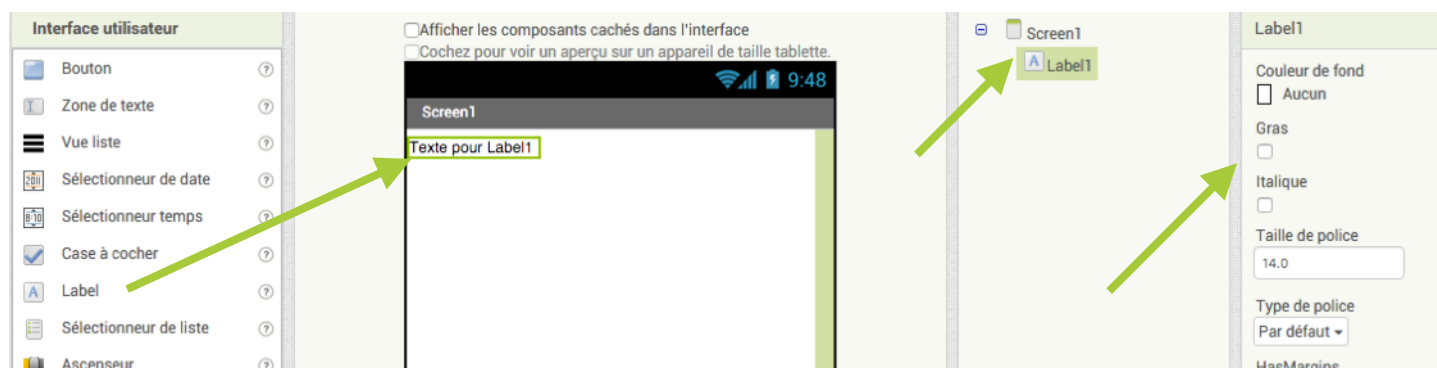 Interface utilisateur
Bouton
Zone de texte
Vue liste
Sélectionneur de date
Sélectionneur temps
Case à cocher
Label
Sélectionneur de liste
Ascenseur
Afficher les composants cachés dans l'interface
Cochez pour voir un aperçu sur un appareil de taille tablette.
9:48
Screen1
Texte pour Label1
Screen1
Label1
Label1
Couleur de fond
Aucun
Gras
Italique
Taille de police
14.0
Type de police
Par défaut
HasMargins